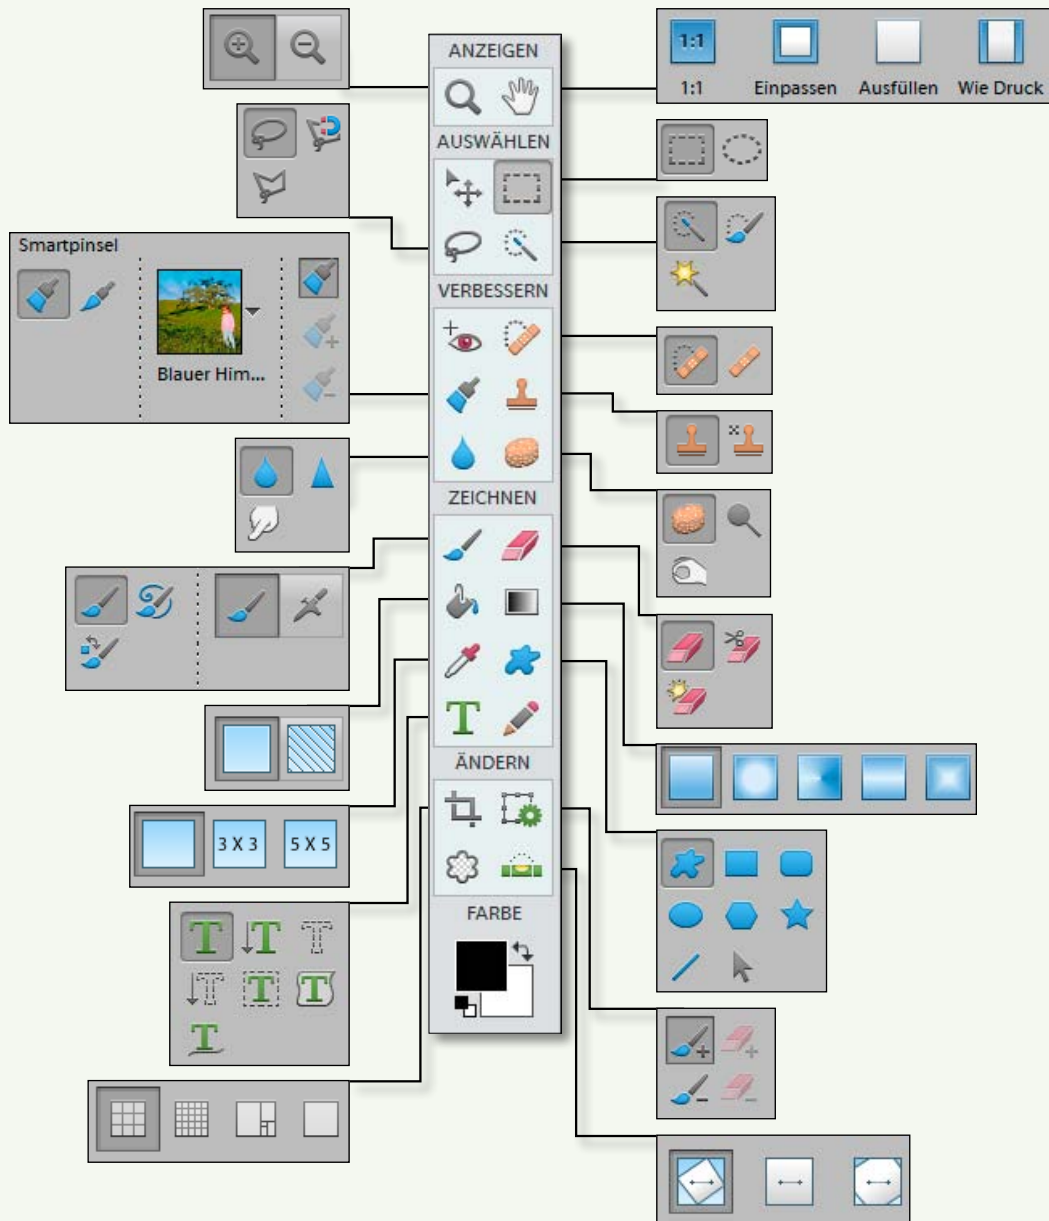 ANZEIGEN
1:1
1:1 Einpassen Ausfüllen Wie Druck
AUSWÄHLEN
Smartpinsel
Blauer Him...
VERBESSERN
ZEICHNEN
3 X 3 5 X 5
ÄNDERN
FARBE